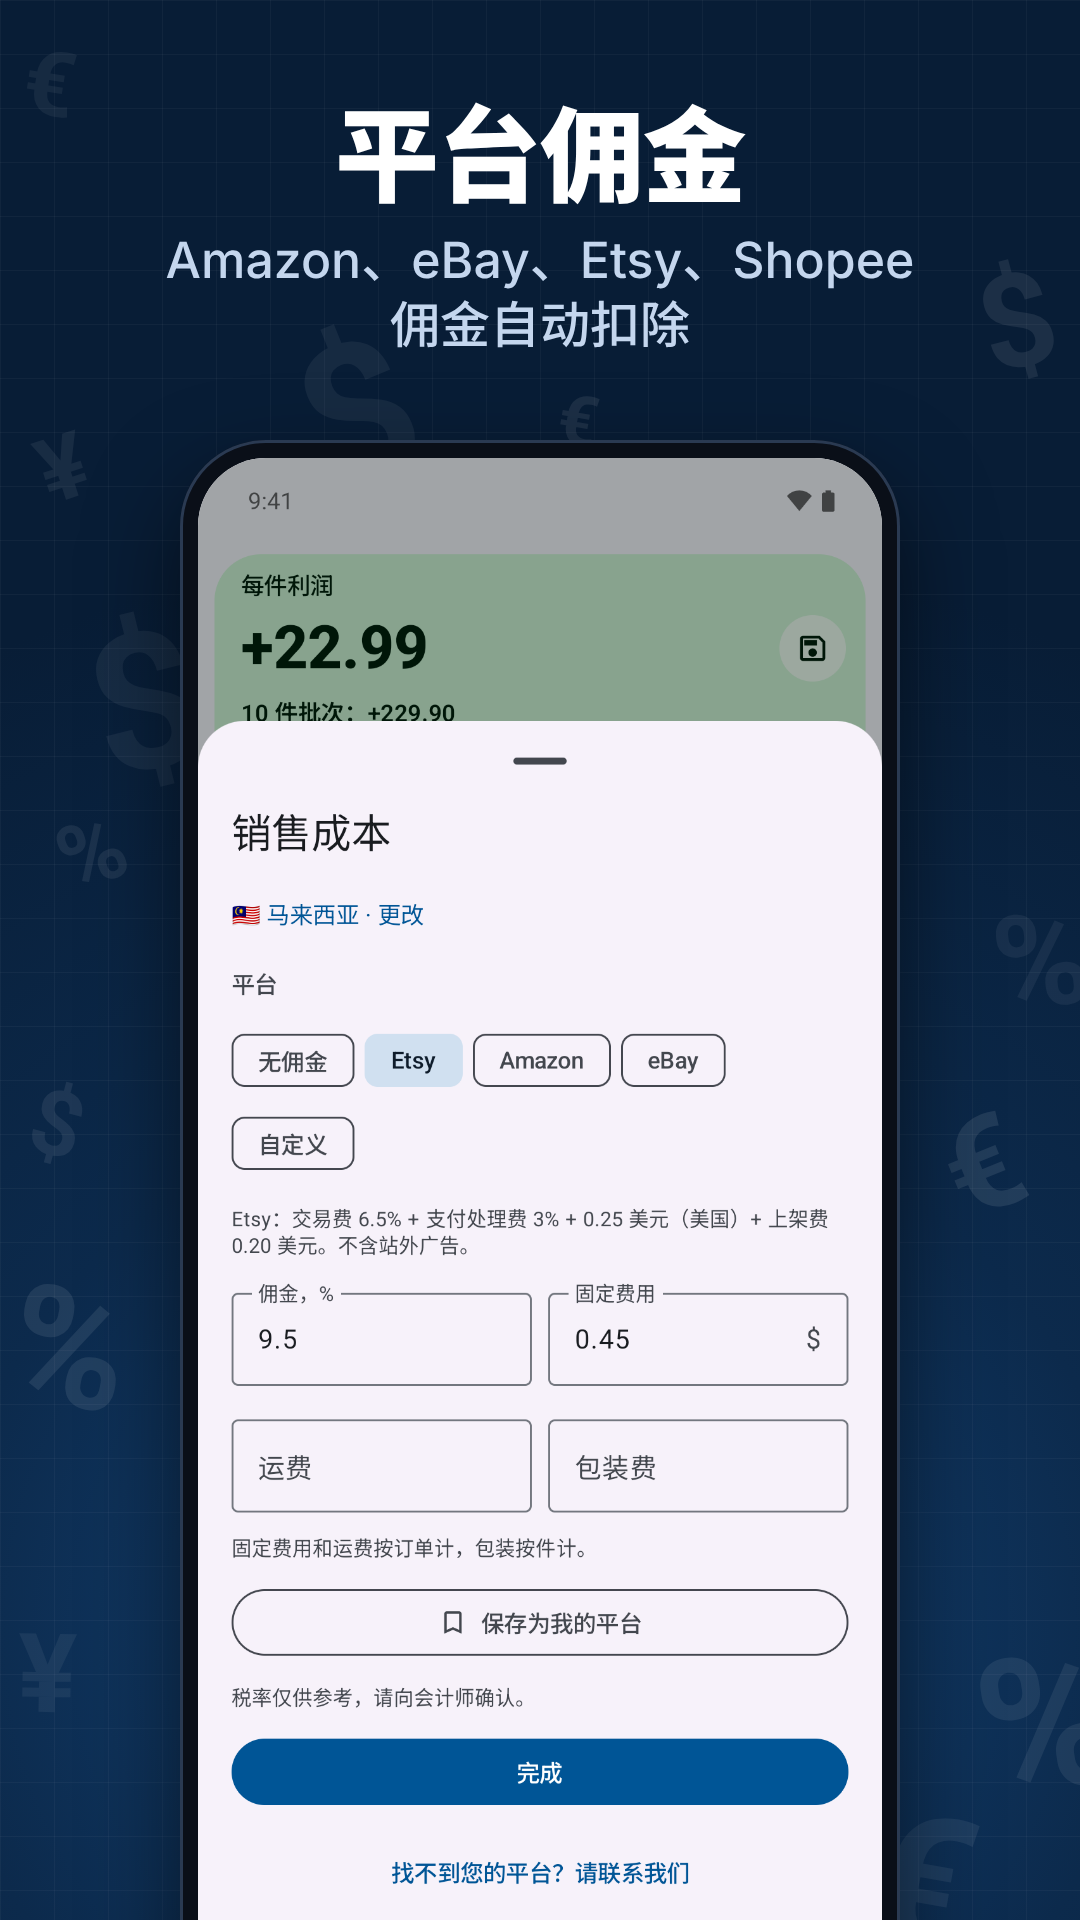 平台佣金
Amazon、eBay、Etsy、Shopee
佣金自动扣除
9:41
每件利润
+22.99
10 件批次：+229.90
销售成本
🇲🇾 马来西亚 · 更改
平台
无佣金 Etsy Amazon eBay
自定义
Etsy：交易费 6.5% + 支付处理费 3% + 0.25 美元（美国）+ 上架费
0.20 美元。不含站外广告。
佣金，% 固定费用
9.5 0.45 $
运费 包装费
固定费用和运费按订单计，包装按件计。
保存为我的平台
税率仅供参考，请向会计师确认。
完成
找不到您的平台？请联系我们